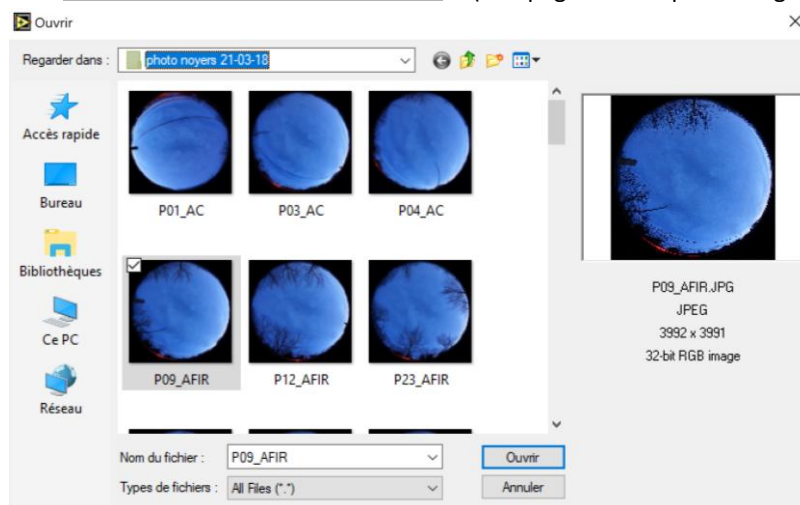 Ouvrir
Regarder dans :
photo noyers 21-03-18
Accès rapide
Bureau
Bibliothèques
Ce PC
Réseau
P01_AC
P03_AC
P04_AC
P09_AFIR
P12_AFIR
P23_AFIR
P09_AFIR.JPG
JPEG
3992 x 3991
32-bit RGB image
Nom du fichier :
P09_AFIR
Ouvrir
Types de fichiers :
All Files (*.*)
Annuler